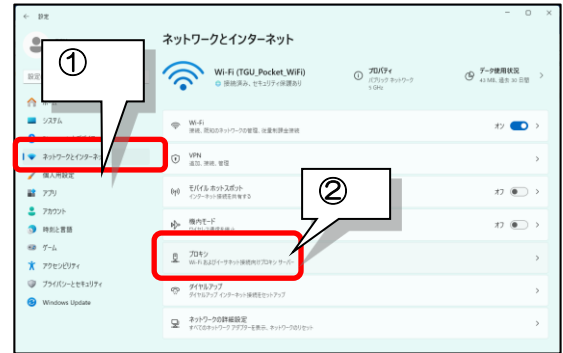 ← 設定
ネットワークとインターネット
①
Wi-Fi (TGU_Pocket_WiFi)
接続済み、セキュリティ保護あり
プロパティ
パブリック ネットワーク
5 GHz
データ使用状況
43 MB, 過去 30 日間
システム
ネットワークとインターネ
個人用設定
アプリ
アカウント
時刻と言語
ゲーム
アクセシビリティ
プライバシーとセキュリティ
Windows Update
Wi-Fi
接続、既知のネットワークの管理、従量制課金接続
オン
VPN
追加、接続、管理
モバイル ホットスポット
インターネット接続を共有する
オフ
②
機内モード
オフ
プロキシ
Wi-Fi およびイーサネット接続向けプロキシ サーバー
ダイヤルアップ
ダイヤルアップ インターネット接続をセットアップ
ネットワークの詳細設定
すべてのネットワーク アダプターを表示、ネットワークのリセット